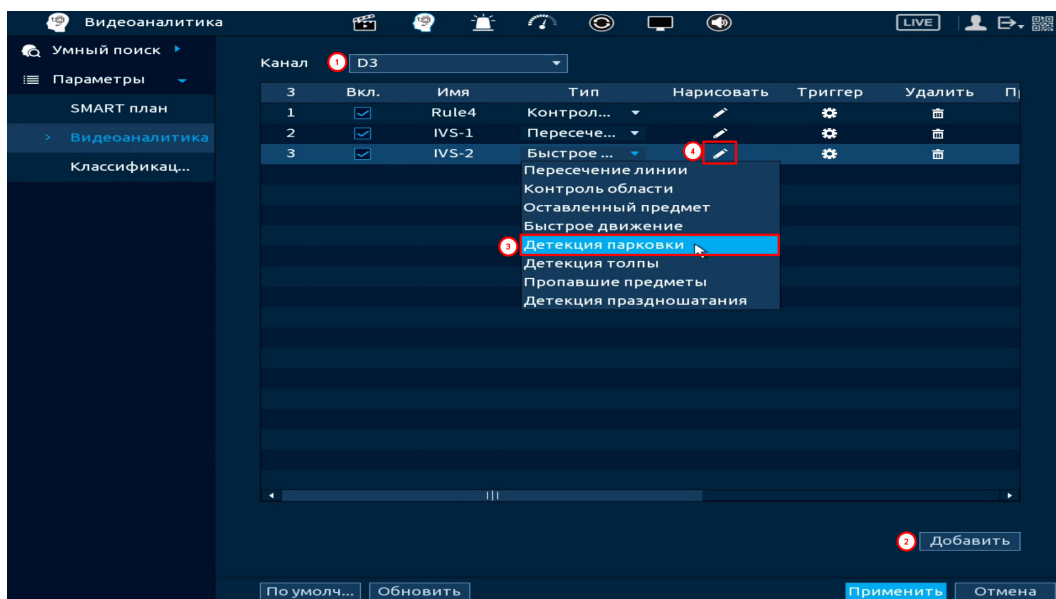 Видеоаналитика LIVE
Умный поиск
Параметры
SMART план
Видеоаналитика
Классификац...
Канал 1 D3
3 Вкл. Имя Тип Нарисовать Триггер Удалить
1 Rule4 Контрол...
2 IVS-1 Пересече...
3 IVS-2 Быстрое ... 4
Пересечение линии
Контроль области
Оставленный предмет
Быстрое движение
3 Детекция парковки
Детекция толпы
Пропавшие предметы
Детекция праздношатания
2 Добавить
По умолч... Обновить Применить Отмена